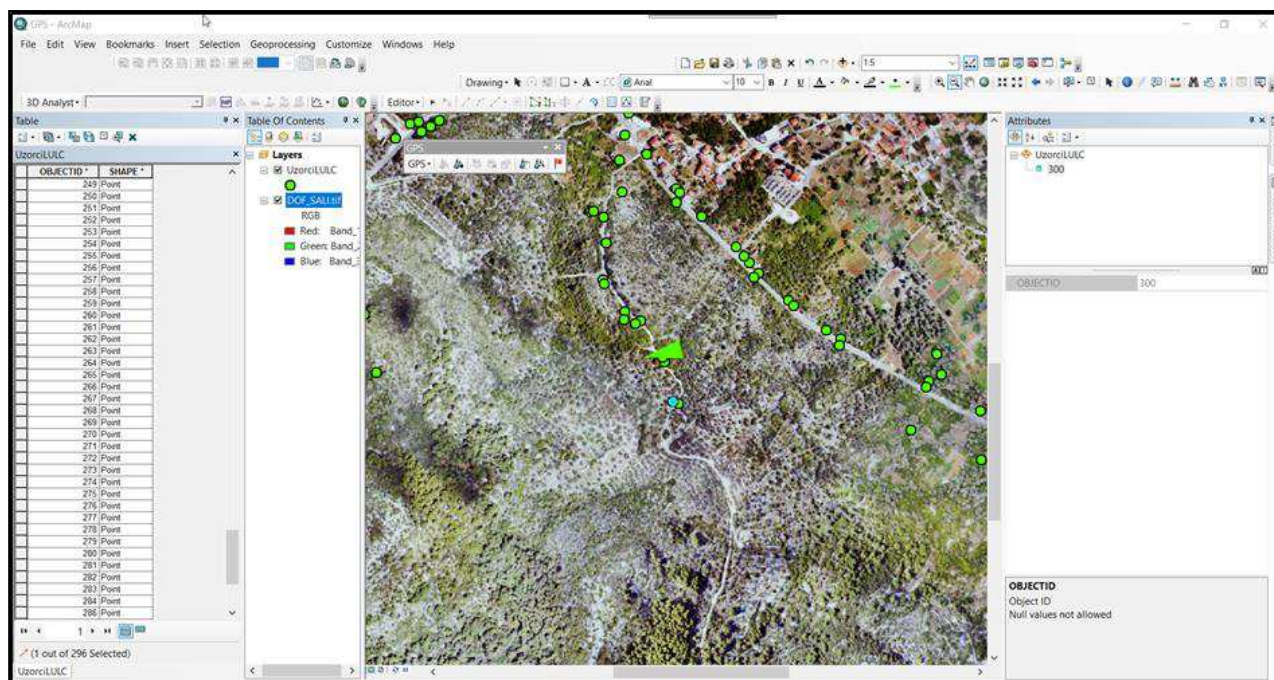 GPS - ArcMap
File Edit View Bookmarks Insert Selection Geoprocessing Customize Windows Help
1:5
Drawing Arial 10 B I U A
3D Analyst Editor
Table
UzorciLULC
OBJECTID * SHAPE *
249 Point
250 Point
251 Point
252 Point
253 Point
254 Point
255 Point
256 Point
257 Point
258 Point
259 Point
260 Point
261 Point
262 Point
263 Point
264 Point
265 Point
266 Point
267 Point
268 Point
269 Point
270 Point
271 Point
272 Point
273 Point
274 Point
275 Point
276 Point
277 Point
278 Point
279 Point
280 Point
281 Point
282 Point
283 Point
284 Point
286 Point
1
(1 out of 296 Selected)
UzorciLULC
Table Of Contents
Layers
UzorciLULC
DOF_SALI.tif
RGB
Red: Band_1
Green: Band_2
Blue: Band_3
GPS
GPS
Attributes
UzorciLULC
300
OBJECTID 300
OBJECTID
Object ID
Null values not allowed